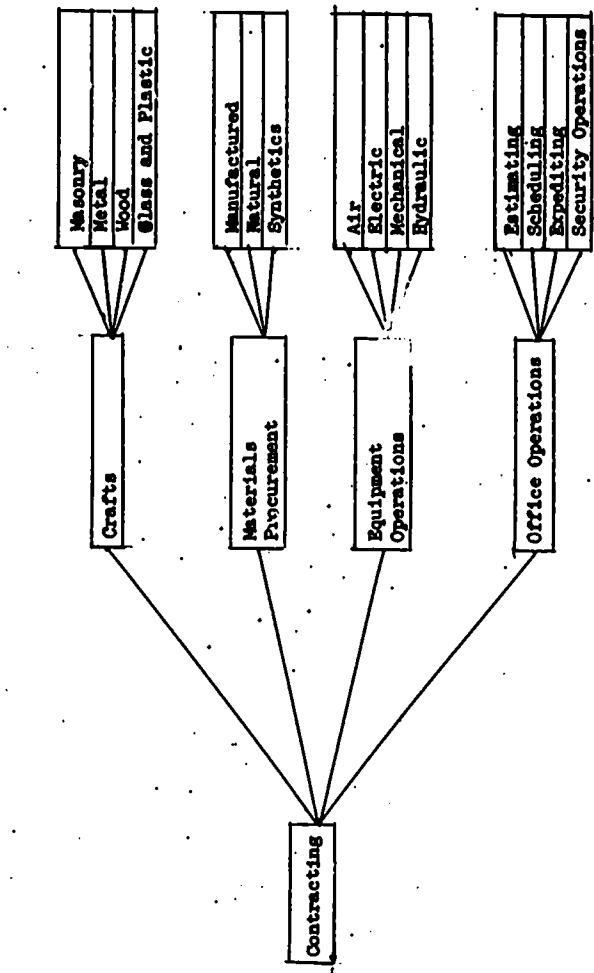 Contracting
Crafts
Masonry
Metal
Wood
Glass and Plastic
Materials
Procurement
Manufactured
Natural
Synthetics
Equipment
Operations
Air
Electric
Mechanical
Hydraulic
Office Operations
Estimating
Scheduling
Expediting
Security Operations